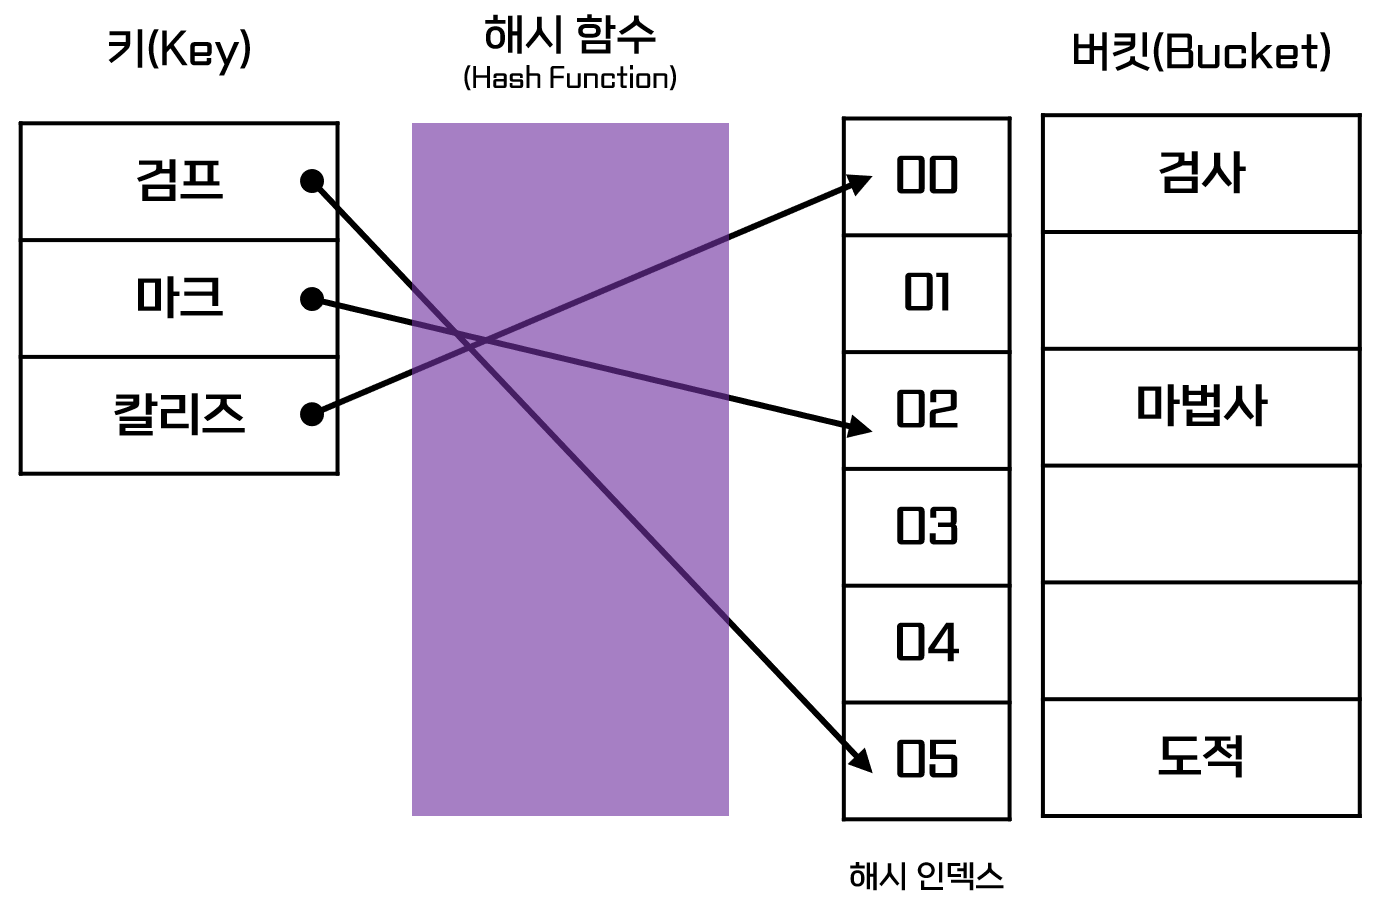 키(Key)
해시 함수
(Hash Function)
버킷(Bucket)
검프
마크
칼리즈
00
01
02
03
04
05
해시 인덱스
검사
마법사
도적